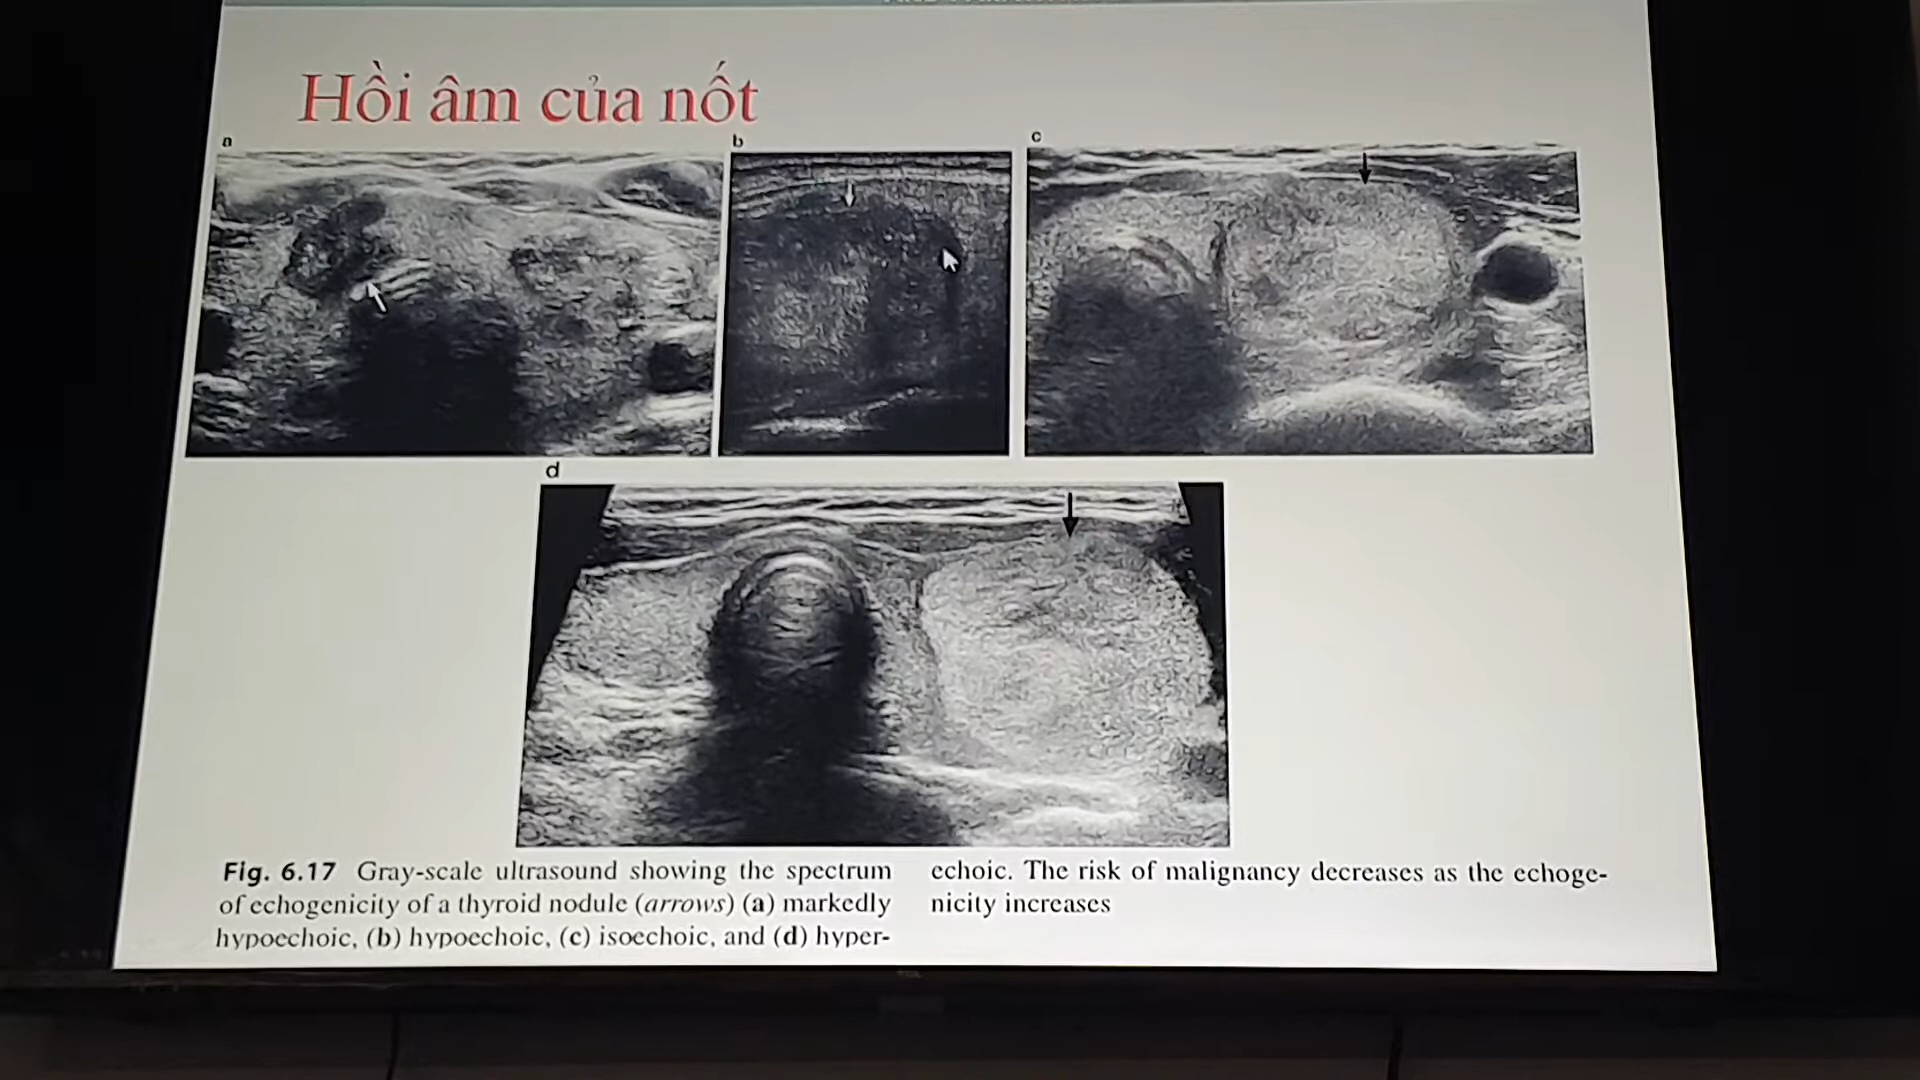 Hồi âm của nốt
a
b
c
d
Fig. 6.17 Gray-scale ultrasound showing the spectrum
of echogenicity of a thyroid nodule (arrows) (a) markedly
hypoechoic, (b) hypoechoic, (c) isoechoic, and (d) hyper-
echoic. The risk of malignancy decreases as the echoge-
nicity increases